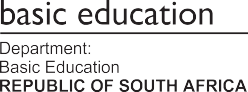 basic education
Department:
Basic Education
REPUBLIC OF SOUTH AFRICA